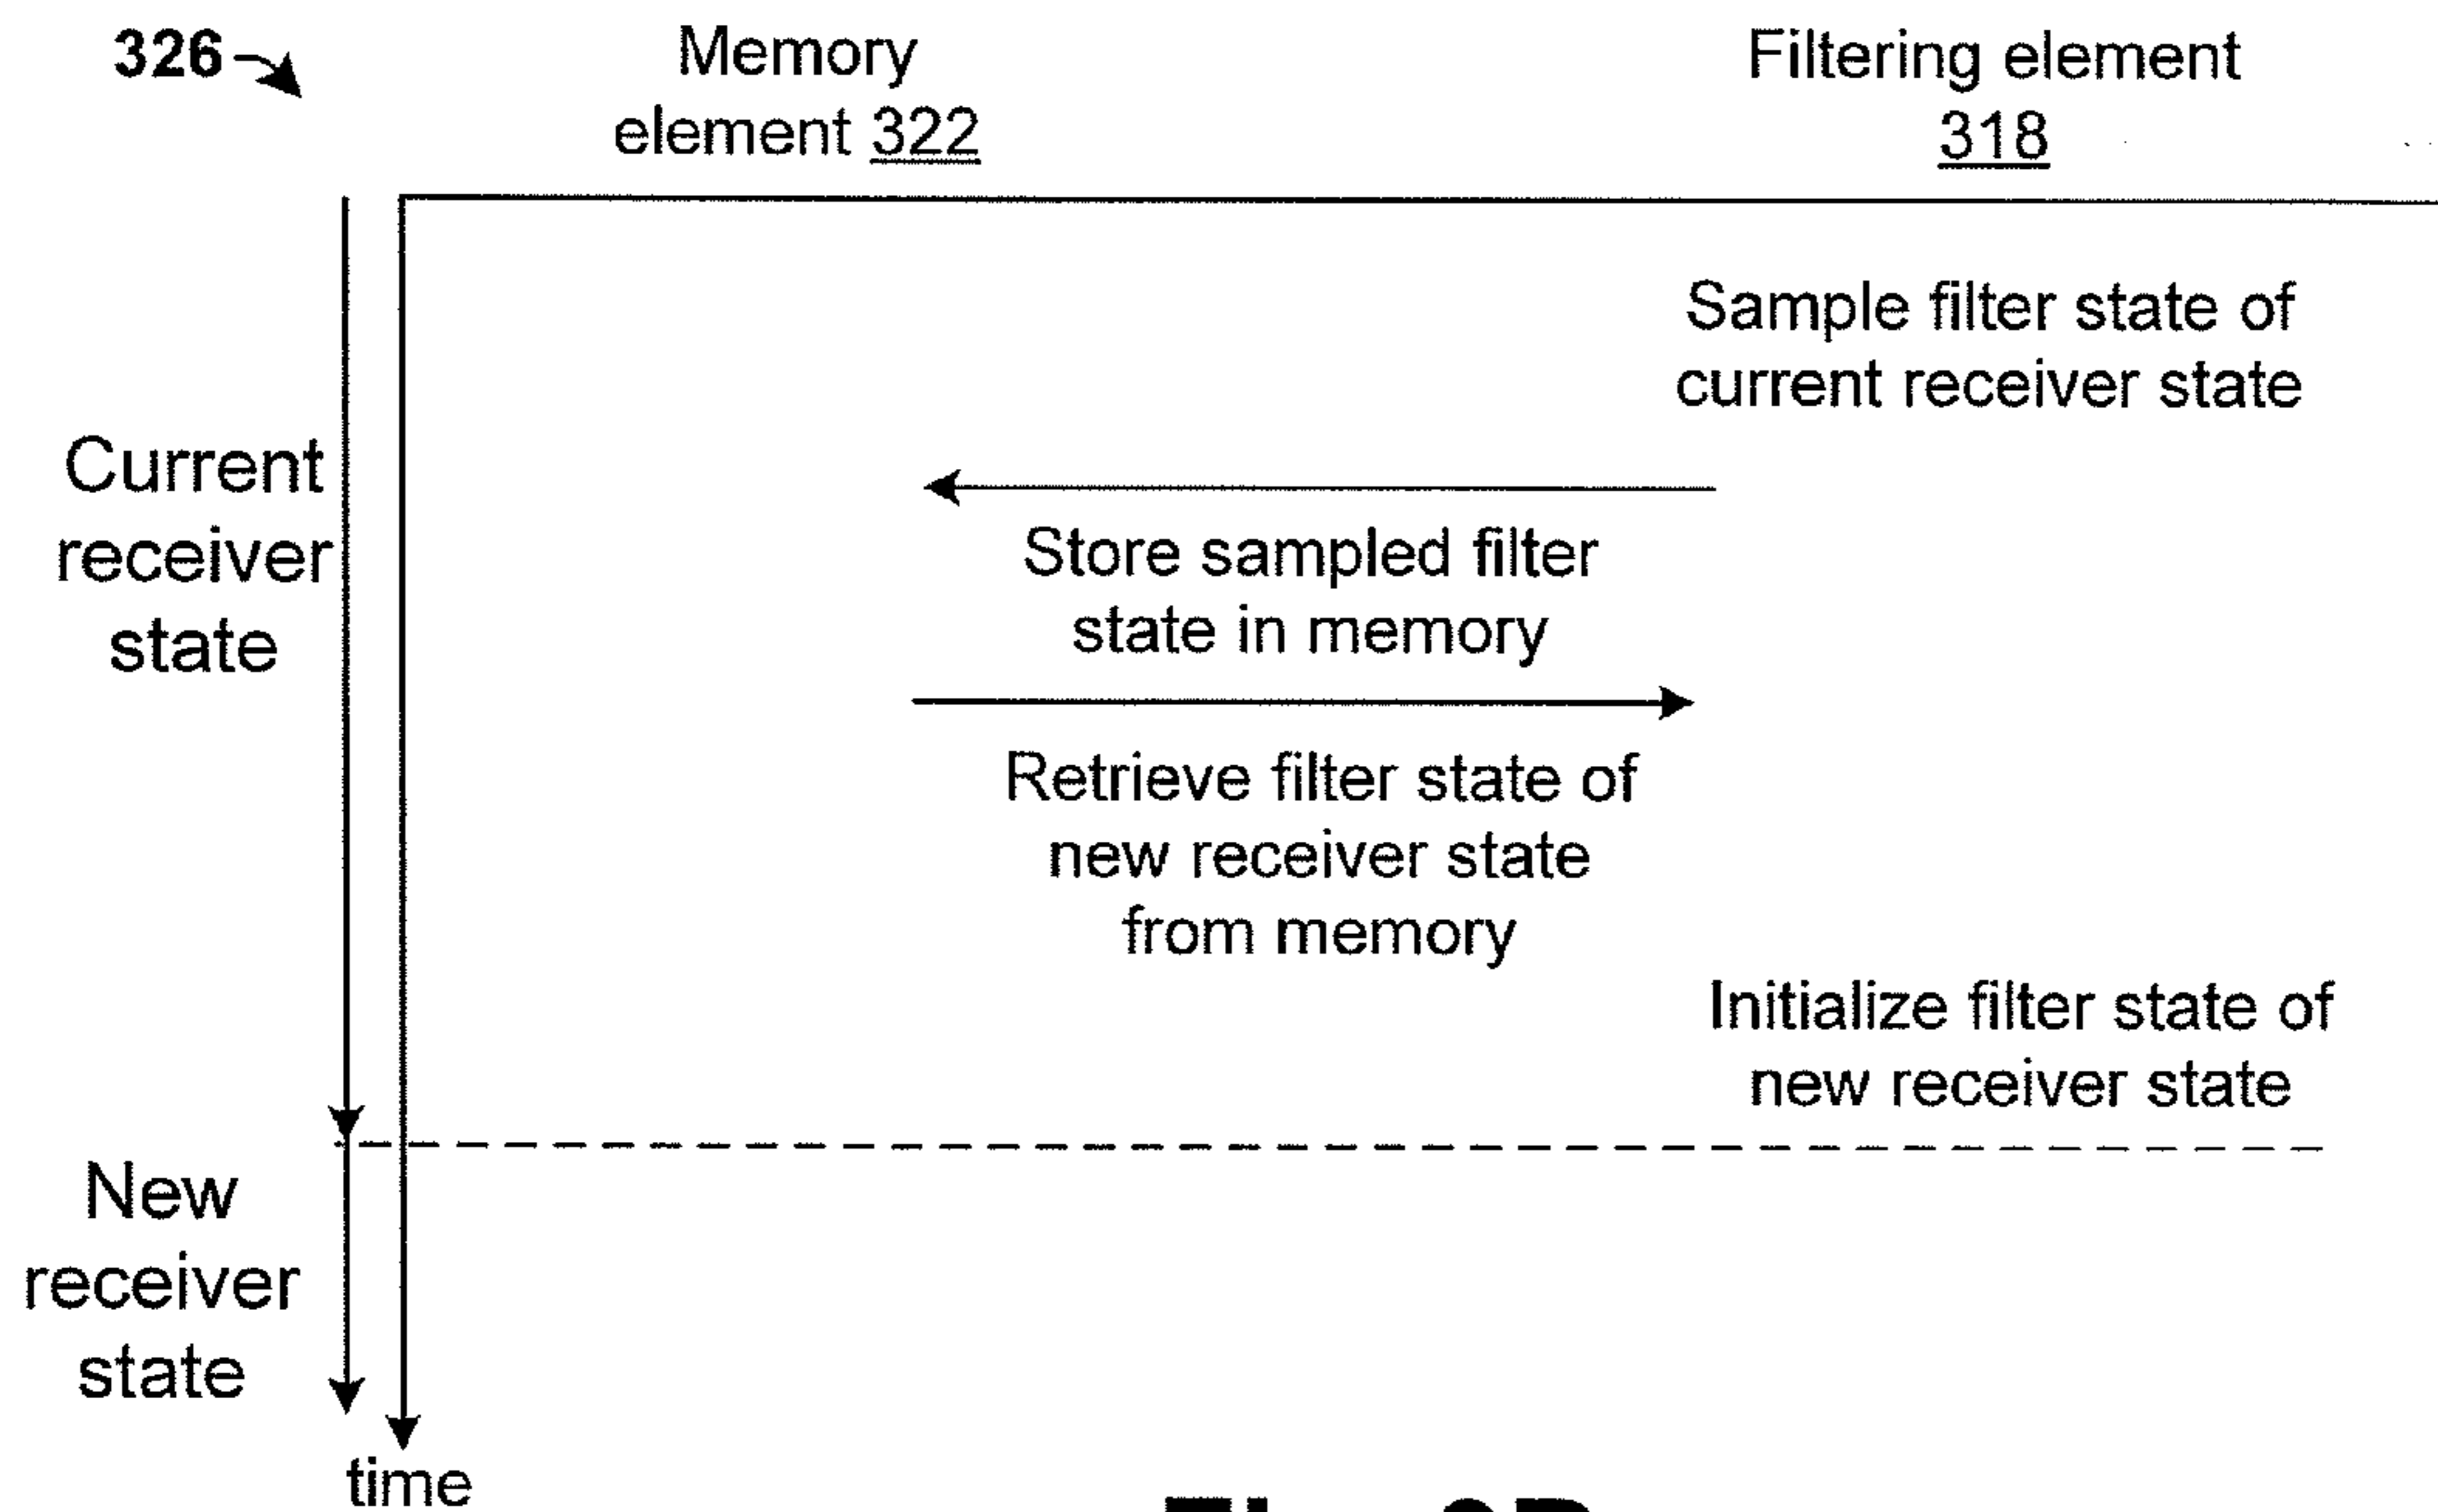 326
Memory
element 322
Filtering element
318
Sample filter state of
current receiver state
Current
receiver
state
Store sampled filter
state in memory
Retrieve filter state of
new receiver state
from memory
Initialize filter state of
new receiver state
New
receiver
state
time